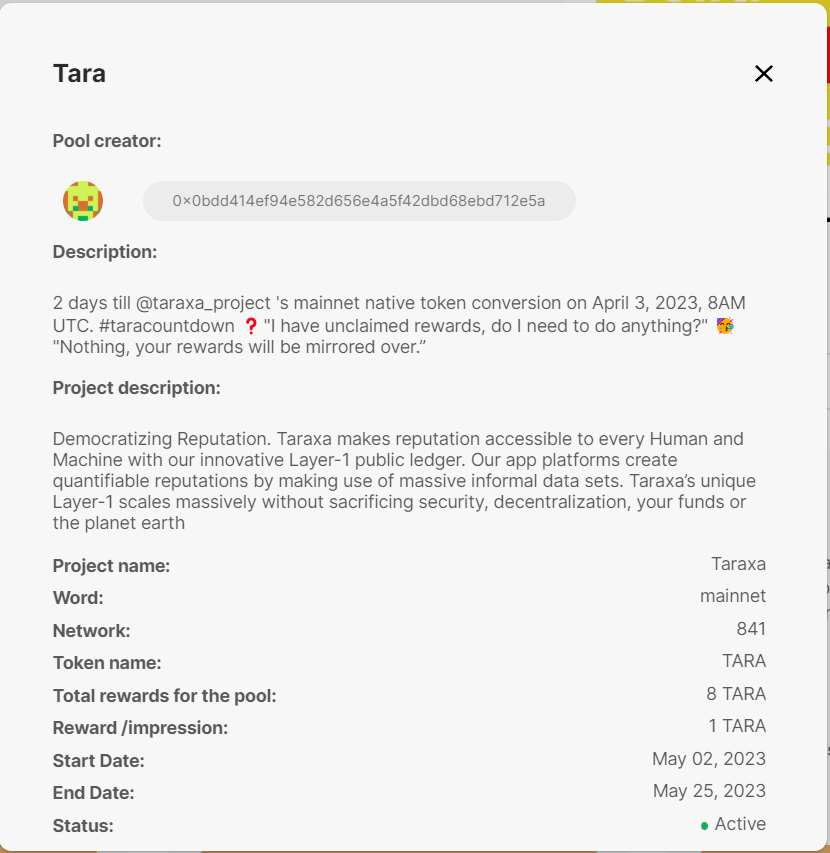 Tara
Pool creator:
0x0bdd414ef94e582d656e4a5f42dbd68ebd712e5a
Description:
2 days till @taraxa_project 's mainnet native token conversion on April 3, 2023, 8AM
UTC. #taracountdown ❓ "I have unclaimed rewards, do I need to do anything?" 🥳
"Nothing, your rewards will be mirrored over.”
Project description:
Democratizing Reputation. Taraxa makes reputation accessible to every Human and
Machine with our innovative Layer-1 public ledger. Our app platforms create
quantifiable reputations by making use of massive informal data sets. Taraxa’s unique
Layer-1 scales massively without sacrificing security, decentralization, your funds or
the planet earth
Project name: Taraxa
Word: mainnet
Network: 841
Token name: TARA
Total rewards for the pool: 8 TARA
Reward /impression: 1 TARA
Start Date: May 02, 2023
End Date: May 25, 2023
Status: Active